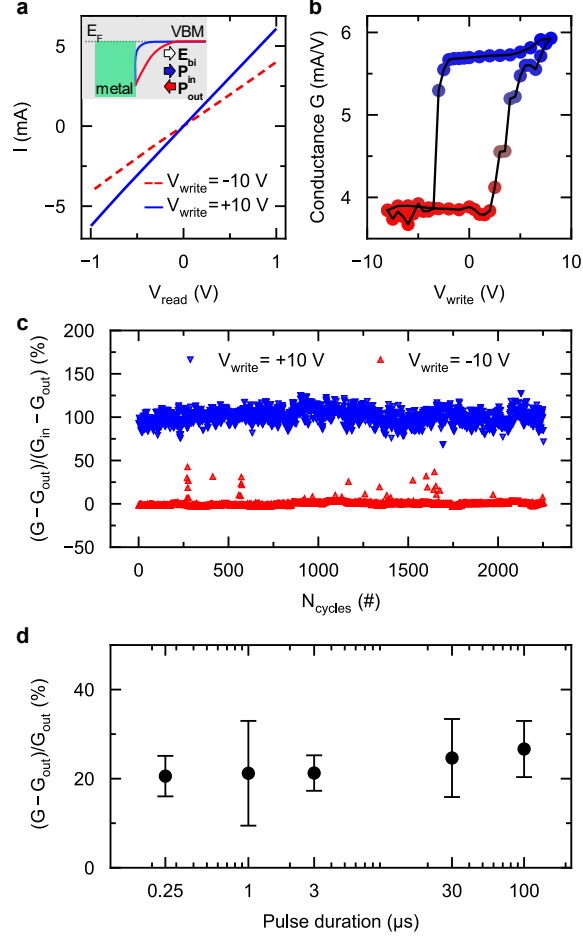 a
E_F
VBM
metal
E_bi
P_in
P_out
I (mA)
5
0
−5
V_write = −10 V
V_write = +10 V
−1
0
1
V_read (V)
b
Conductance G (mA/V)
6
5
4
3
−10
0
10
V_write (V)
c
(G − G_out)/(G_in − G_out) (%)
200
150
100
50
0
−50
V_write = +10 V
V_write = -10 V
0
500
1000
1500
2000
N_cycles (#)
d
(G − G_out)/G_out (%)
40
20
0
0.25
1
3
30
100
Pulse duration (µs)